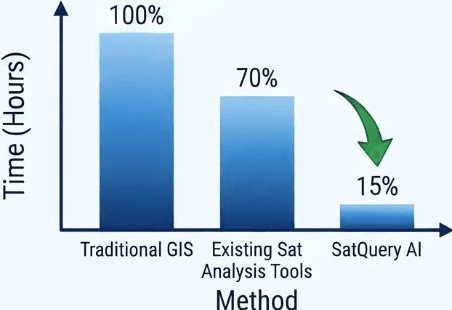 100%
70%
15%
Time (Hours)
Traditional GIS
Existing Sat
Analysis Tools
SatQuery AI
Method